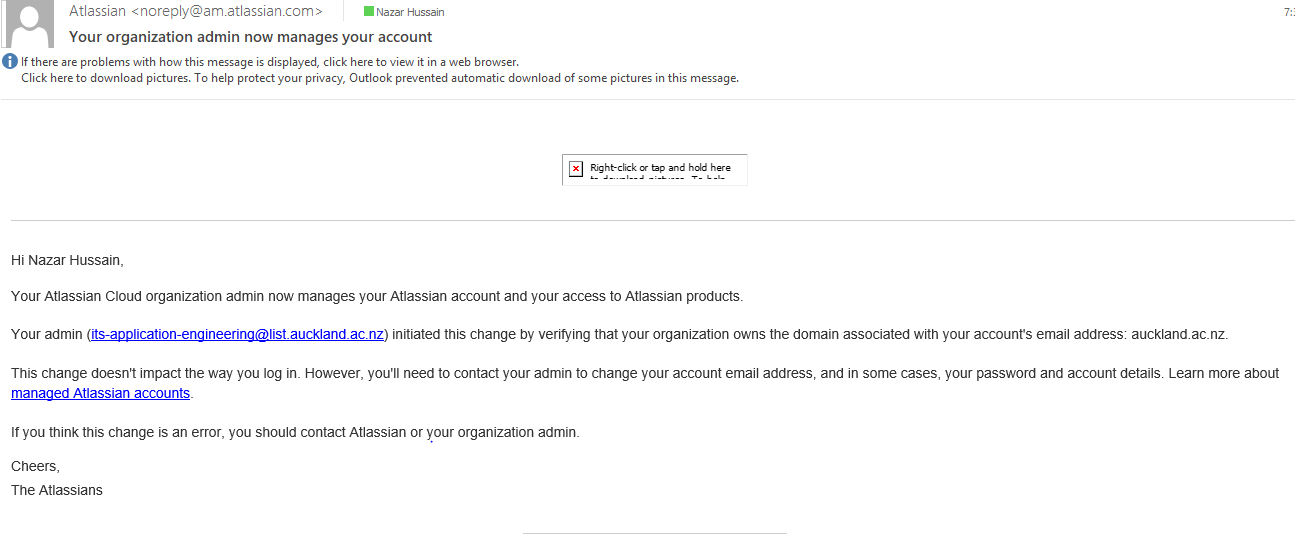 Atlassian <noreply@am.atlassian.com>
Nazar Hussain
Your organization admin now manages your account
If there are problems with how this message is displayed, click here to view it in a web browser.
Click here to download pictures. To help protect your privacy, Outlook prevented automatic download of some pictures in this message.
Right-click or tap and hold here
to download pictures. To help
Hi Nazar Hussain,
Your Atlassian Cloud organization admin now manages your Atlassian account and your access to Atlassian products.
Your admin (its-application-engineering@list.auckland.ac.nz) initiated this change by verifying that your organization owns the domain associated with your account's email address: auckland.ac.nz.
This change doesn't impact the way you log in. However, you'll need to contact your admin to change your account email address, and in some cases, your password and account details. Learn more about
managed Atlassian accounts.
If you think this change is an error, you should contact Atlassian or your organization admin.
Cheers,
The Atlassians